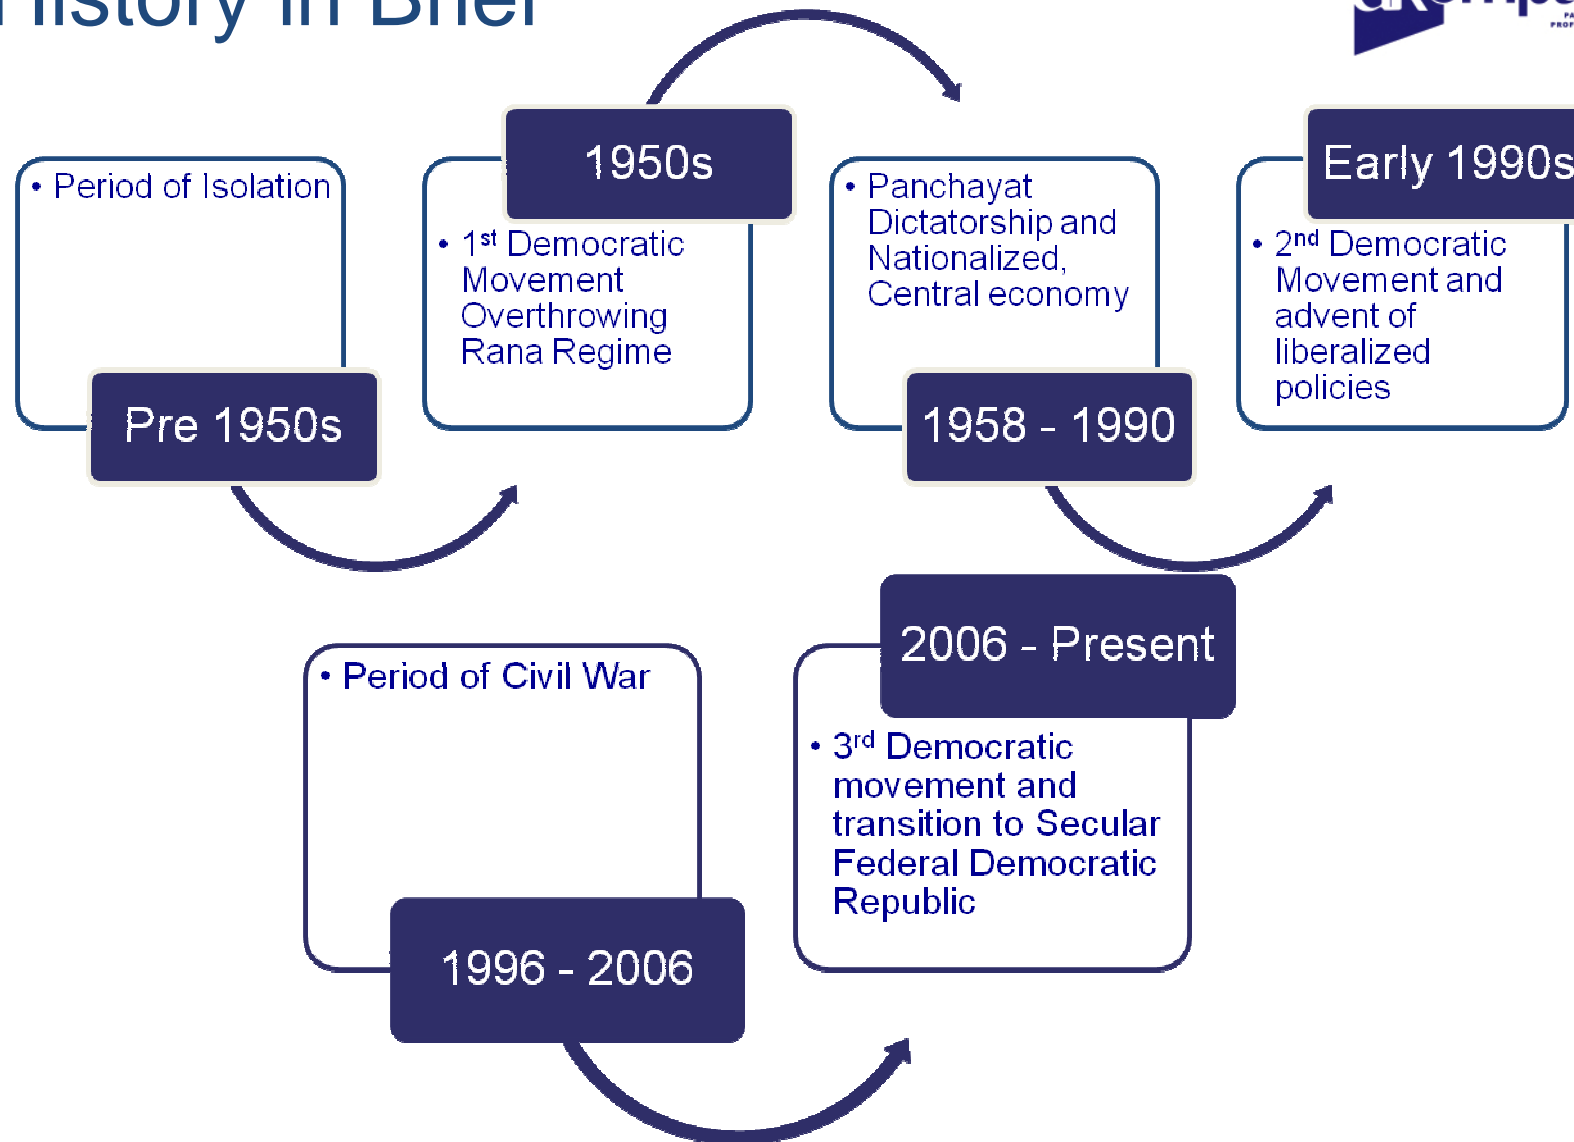 History in Brief
• Period of Isolation
Pre 1950s
1950s
• 1st Democratic
Movement
Overthrowing
Rana Regime
• Panchayat
Dictatorship and
Nationalized,
Central economy
1958 - 1990
Early 1990s
• 2nd Democratic
Movement and
advent of
liberalized
policies
• Period of Civil War
1996 - 2006
2006 - Present
• 3rd Democratic
movement and
transition to Secular
Federal Democratic
Republic